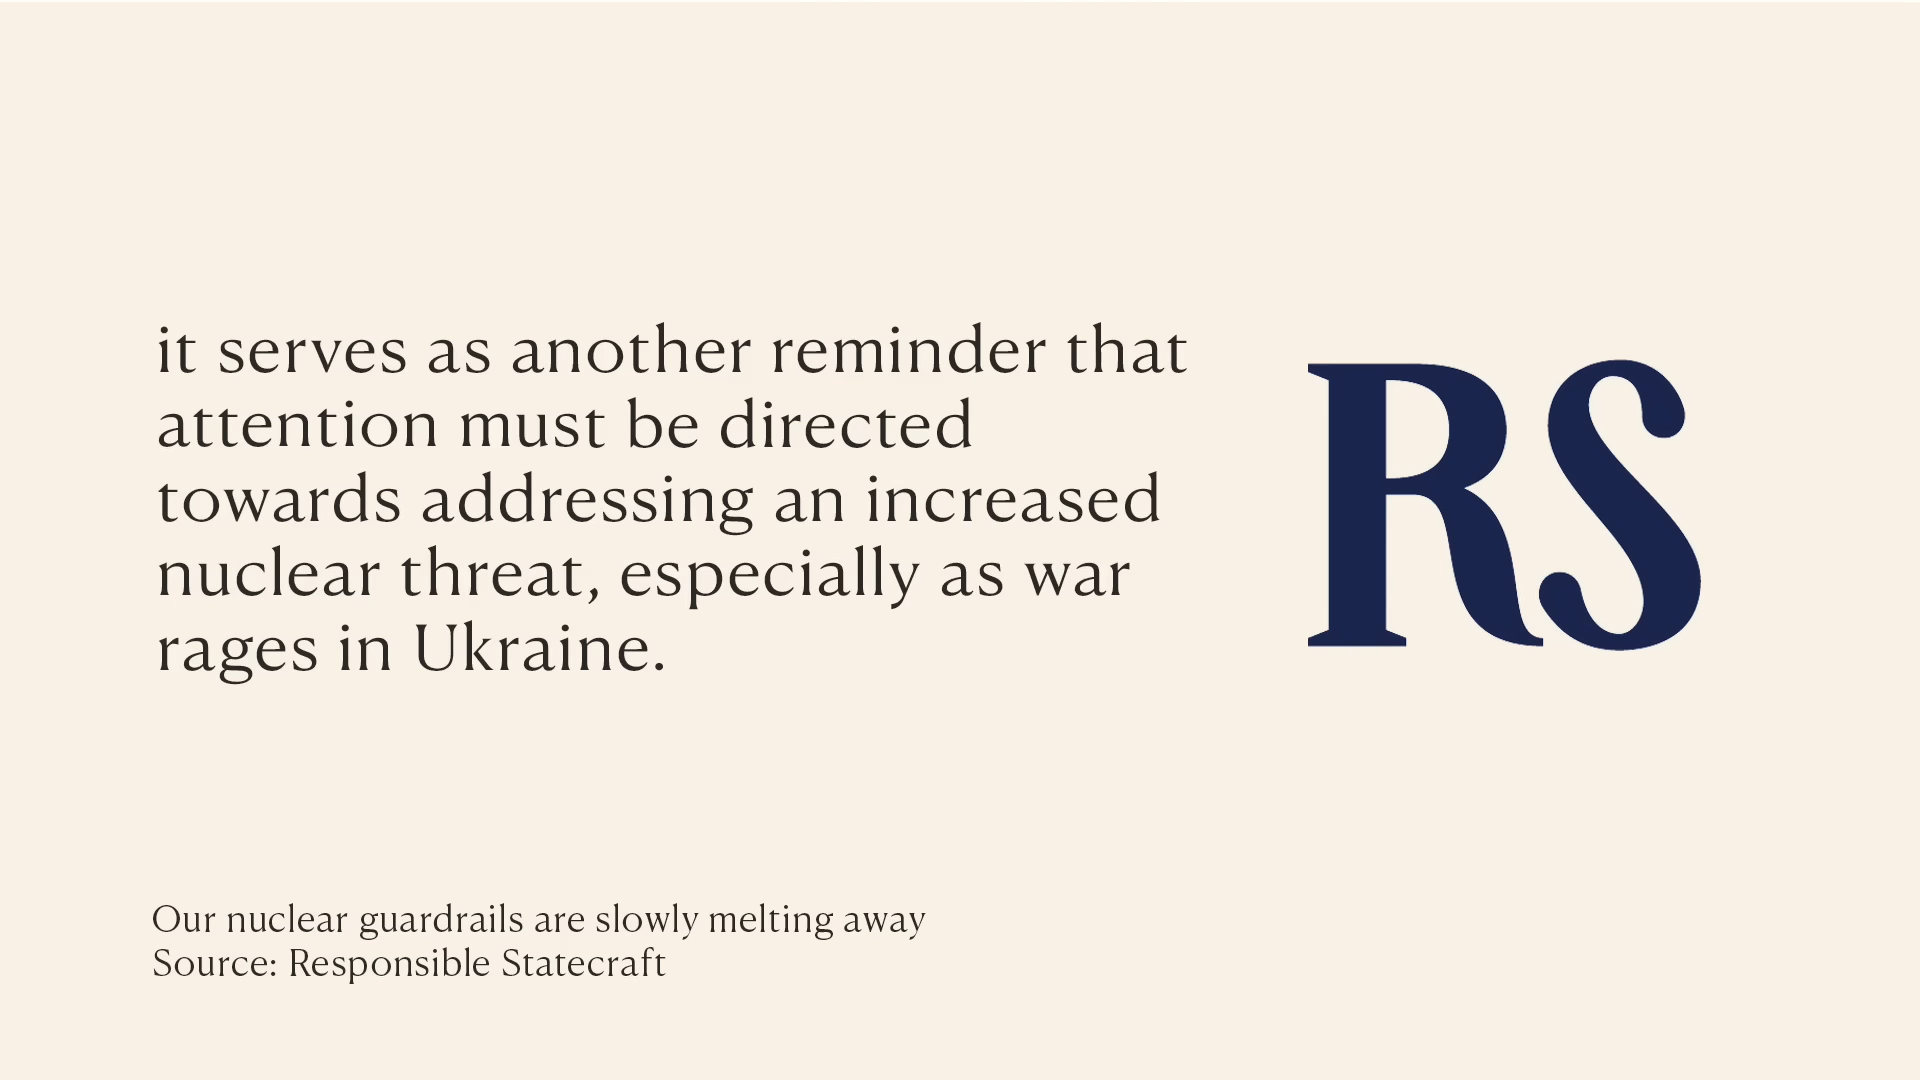 it serves as another reminder that
attention must be directed
towards addressing an increased
nuclear threat, especially as war
rages in Ukraine.
RS
Our nuclear guardrails are slowly melting away
Source: Responsible Statecraft